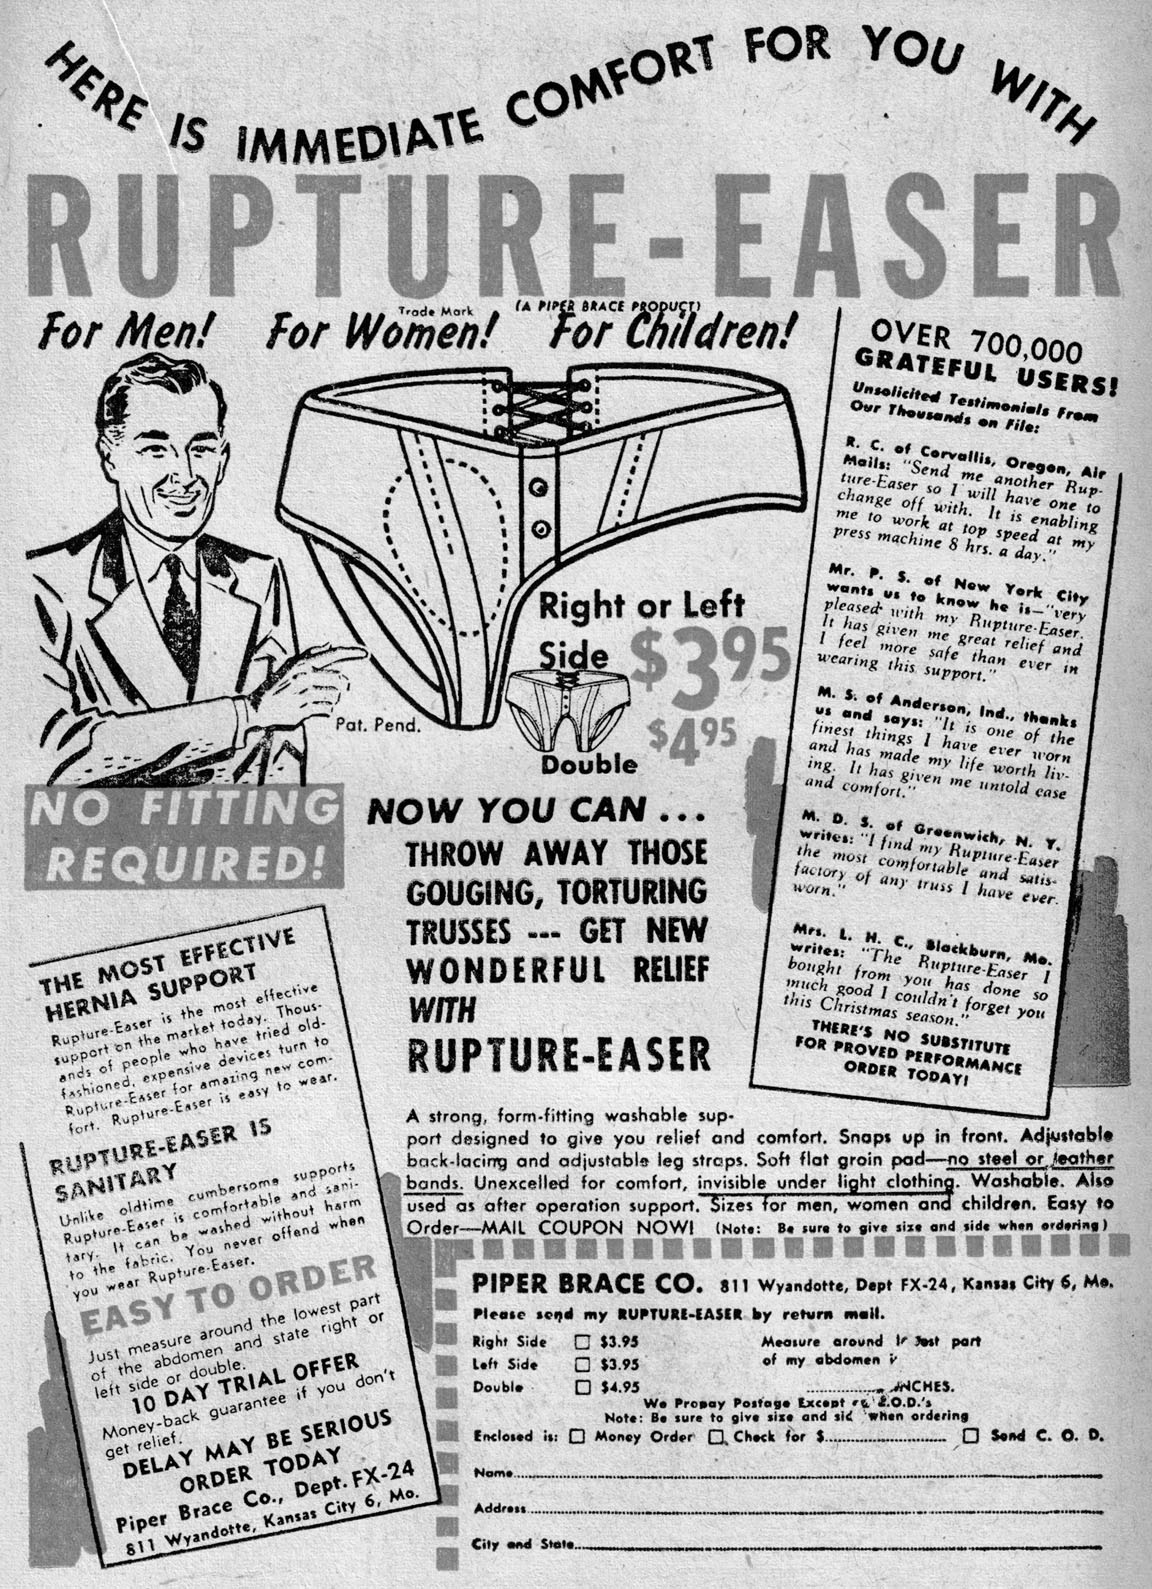 HERE IS IMMEDIATE COMFORT FOR YOU WITH
RUPTURE-EASER
Trade Mark
(A PIPER BRACE PRODUCT)
For Men! For Women! For Children!
Pat. Pend.
Right or Left
Side $3.95
$4.95
Double
NO FITTING
REQUIRED!
OVER 700,000
GRATEFUL USERS!
Unsolicited Testimonials From
Our Thousands on File:
R. C. of Corvallis, Oregon, Air
Mails: "Send me another Rup-
ture-Easer so I will have one to
change off with. It is enabling
me to work at top speed at my
press machine 8 hrs. a day."
Mr. P. S. of New York City
wants us to know he is—"very
pleased with my Rupture-Easer.
It has given me great relief and
I feel more safe than ever in
wearing this support."
M. S. of Anderson, Ind., thanks
us and says: "It is one of the
finest things I have ever worn
and has made my life worth liv-
ing. It has given me untold ease
and comfort."
M. D. S. of Greenwich, N. Y.
writes: "I find my Rupture-Easer
the most comfortable and satis-
factory of any truss I have ever
worn."
Mrs. L. H. C., Blackburn, Mo.
writes: "The Rupture-Easer I
bought from you has done so
much good I couldn't forget you
this Christmas season."
THERE'S NO SUBSTITUTE
FOR PROVED PERFORMANCE
ORDER TODAY!
NOW YOU CAN ...
THROW AWAY THOSE
GOUGING, TORTURING
TRUSSES --- GET NEW
WONDERFUL RELIEF
WITH
RUPTURE-EASER
A strong, form-fitting washable sup-
port designed to give you relief and comfort. Snaps up in front. Adjustable
back-lacing and adjustable leg straps. Soft flat groin pad—no steel or leather
bands. Unexcelled for comfort, invisible under light clothing. Washable. Also
used as after operation support. Sizes for men, women and children. Easy to
Order—MAIL COUPON NOW! (Note: Be sure to give size and side when ordering)
THE MOST EFFECTIVE
HERNIA SUPPORT
Rupture-Easer is the most effective
support on the market today. Thous-
ands of people who have tried old-
fashioned, expensive devices turn to
Rupture-Easer for amazing new com-
fort. Rupture-Easer is easy to wear.
RUPTURE-EASER IS
SANITARY
Unlike oldtime cumbersome supports
Rupture-Easer is comfortable and sani-
tary. It can be washed without harm
to the fabric. You never offend when
you wear Rupture-Easer.
EASY TO ORDER
Just measure around the lowest part
of the abdomen and state right or
left side or double.
10 DAY TRIAL OFFER
Money-back guarantee if you don't
get relief.
DELAY MAY BE SERIOUS
ORDER TODAY
Piper Brace Co., Dept. FX-24
811 Wyandotte, Kansas City 6, Mo.
PIPER BRACE CO. 811 Wyandotte, Dept FX-24, Kansas City 6, Mo.
Please send my RUPTURE-EASER by return mail.
Right Side ☐ $3.95 Measure around part
Left Side ☐ $3.95 of my abdomen
Double ☐ $4.95 INCHES.
We Prepay Postage Except C.O.D.'s
Note: Be sure to give size and side when ordering
Enclosed is: ☐ Money Order ☐ Check for $ ☐ Send C. O. D.
Name
Address
City and State